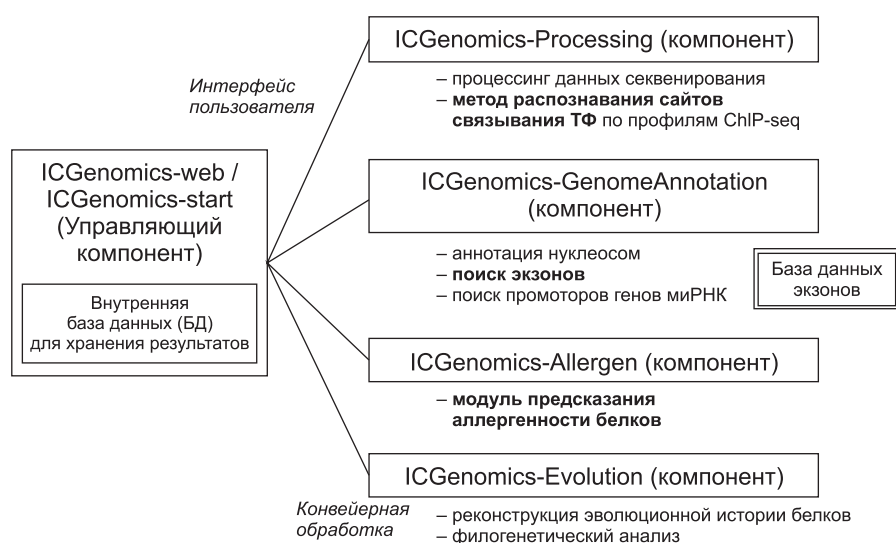 ICGenomics-Processing (компонент)
Интерфейс
пользователя
– процессинг данных секвенирования
– метод распознавания сайтов
связывания ТФ по профилям ChIP-seq
ICGenomics-web /
ICGenomics-start
(Управляющий
компонент)
Внутренняя
база данных (БД)
для хранения результатов
ICGenomics-GenomeAnnotation
(компонент)
– аннотация нуклеосом
– поиск экзонов
– поиск промоторов генов миРНК
База данных
экзонов
ICGenomics-Allergen (компонент)
– модуль предсказания
аллергенности белков
ICGenomics-Evolution (компонент)
Конвейерная
обработка
– реконструкция эволюционной истории белков
– филогенетический анализ